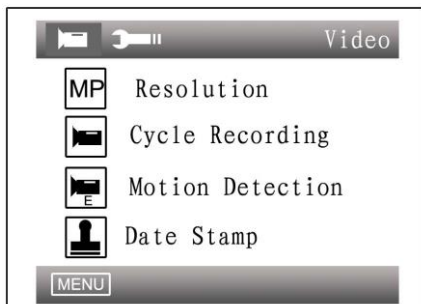 Video
MP Resolution
Cycle Recording
E Motion Detection
Date Stamp
MENU